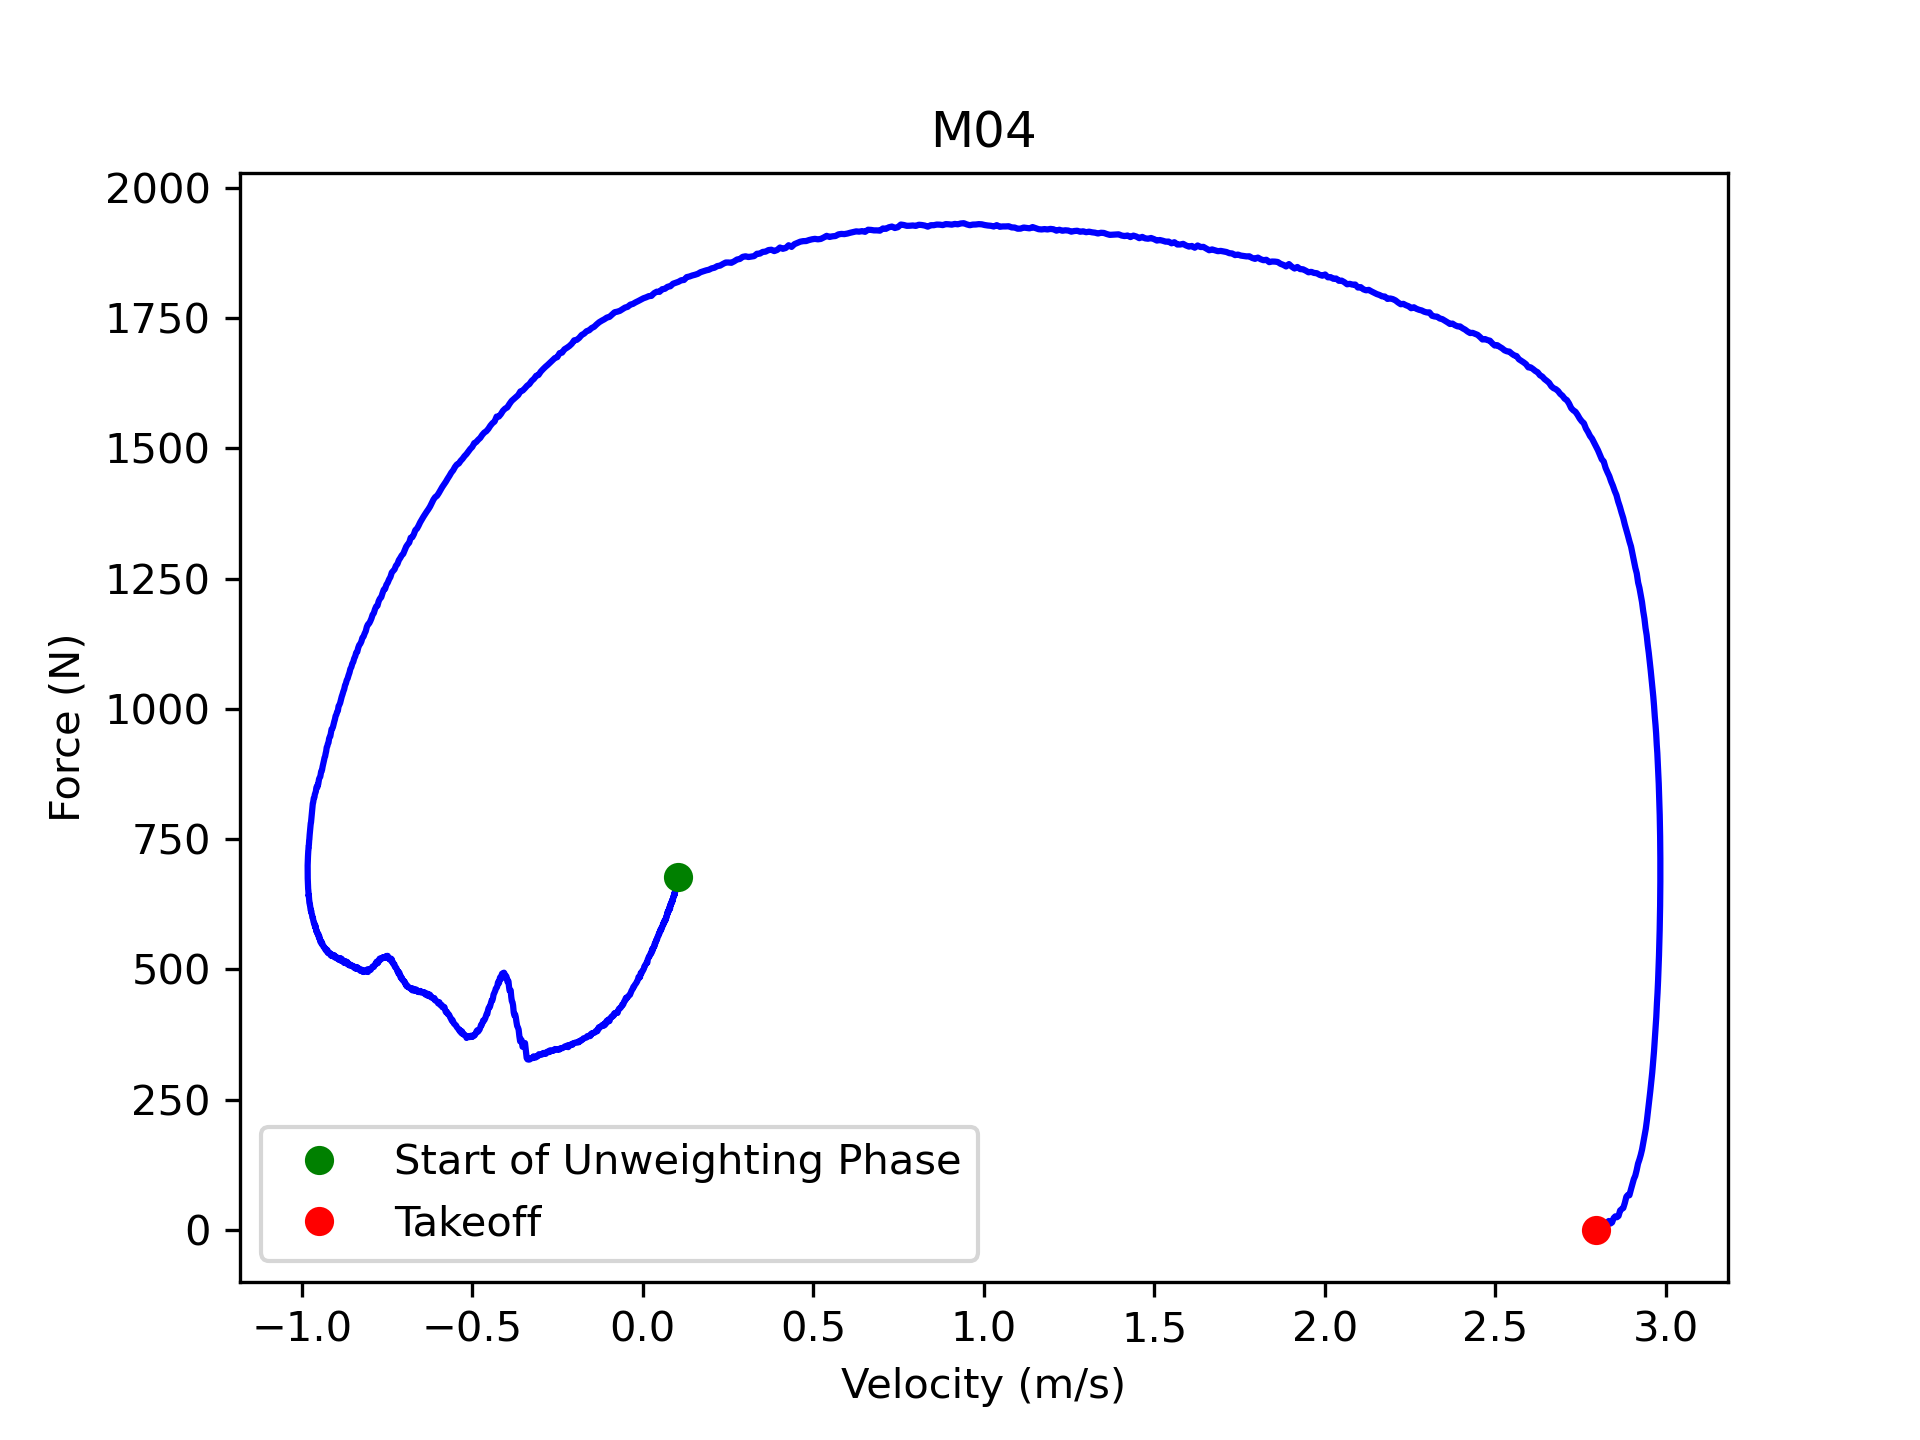 M04
2000
1750
1500
1250
1000
750
500
250
0
Force (N)
Start of Unweighting Phase
Takeoff
−1.0 −0.5 0.0 0.5 1.0 1.5 2.0 2.5 3.0
Velocity (m/s)